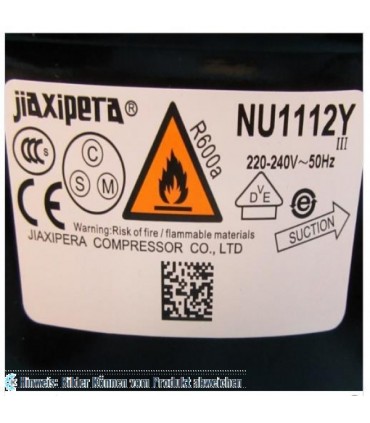 jiaxipera®
NU1112Y
III
R600a
220-240V~50Hz
CCC S
C
S M
CE
D V E
e
SUCTION
Warning:Risk of fire / flammable materials
JIAXIPERA COMPRESSOR CO., LTD
Hinweis: Bilder können vom Produkt abweichen